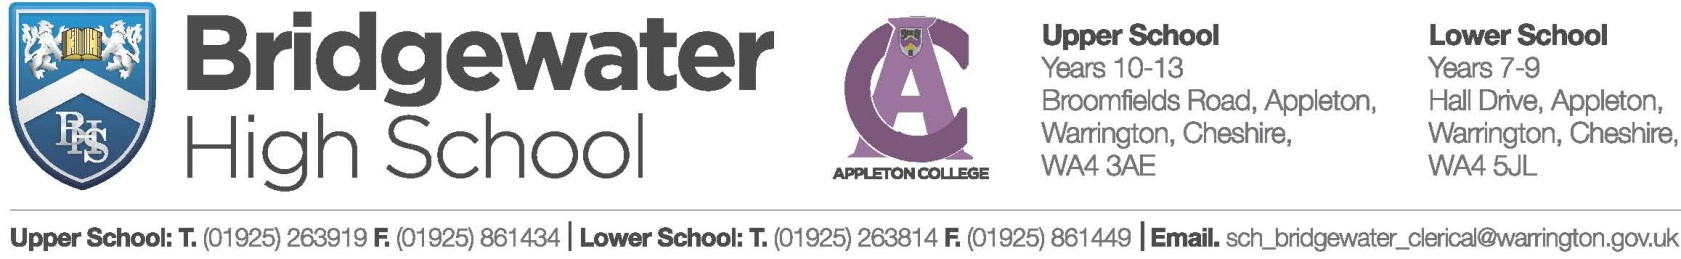 Bridgewater
High School
BHS
APPLETON COLLEGE
Upper School
Years 10-13
Broomfields Road, Appleton,
Warrington, Cheshire,
WA4 3AE
Lower School
Years 7-9
Hall Drive, Appleton,
Warrington, Cheshire,
WA4 5JL
Upper School: T. (01925) 263919 F. (01925) 861434 | Lower School: T. (01925) 263814 F. (01925) 861449 | Email. sch_bridgewater_clerical@warrington.gov.uk